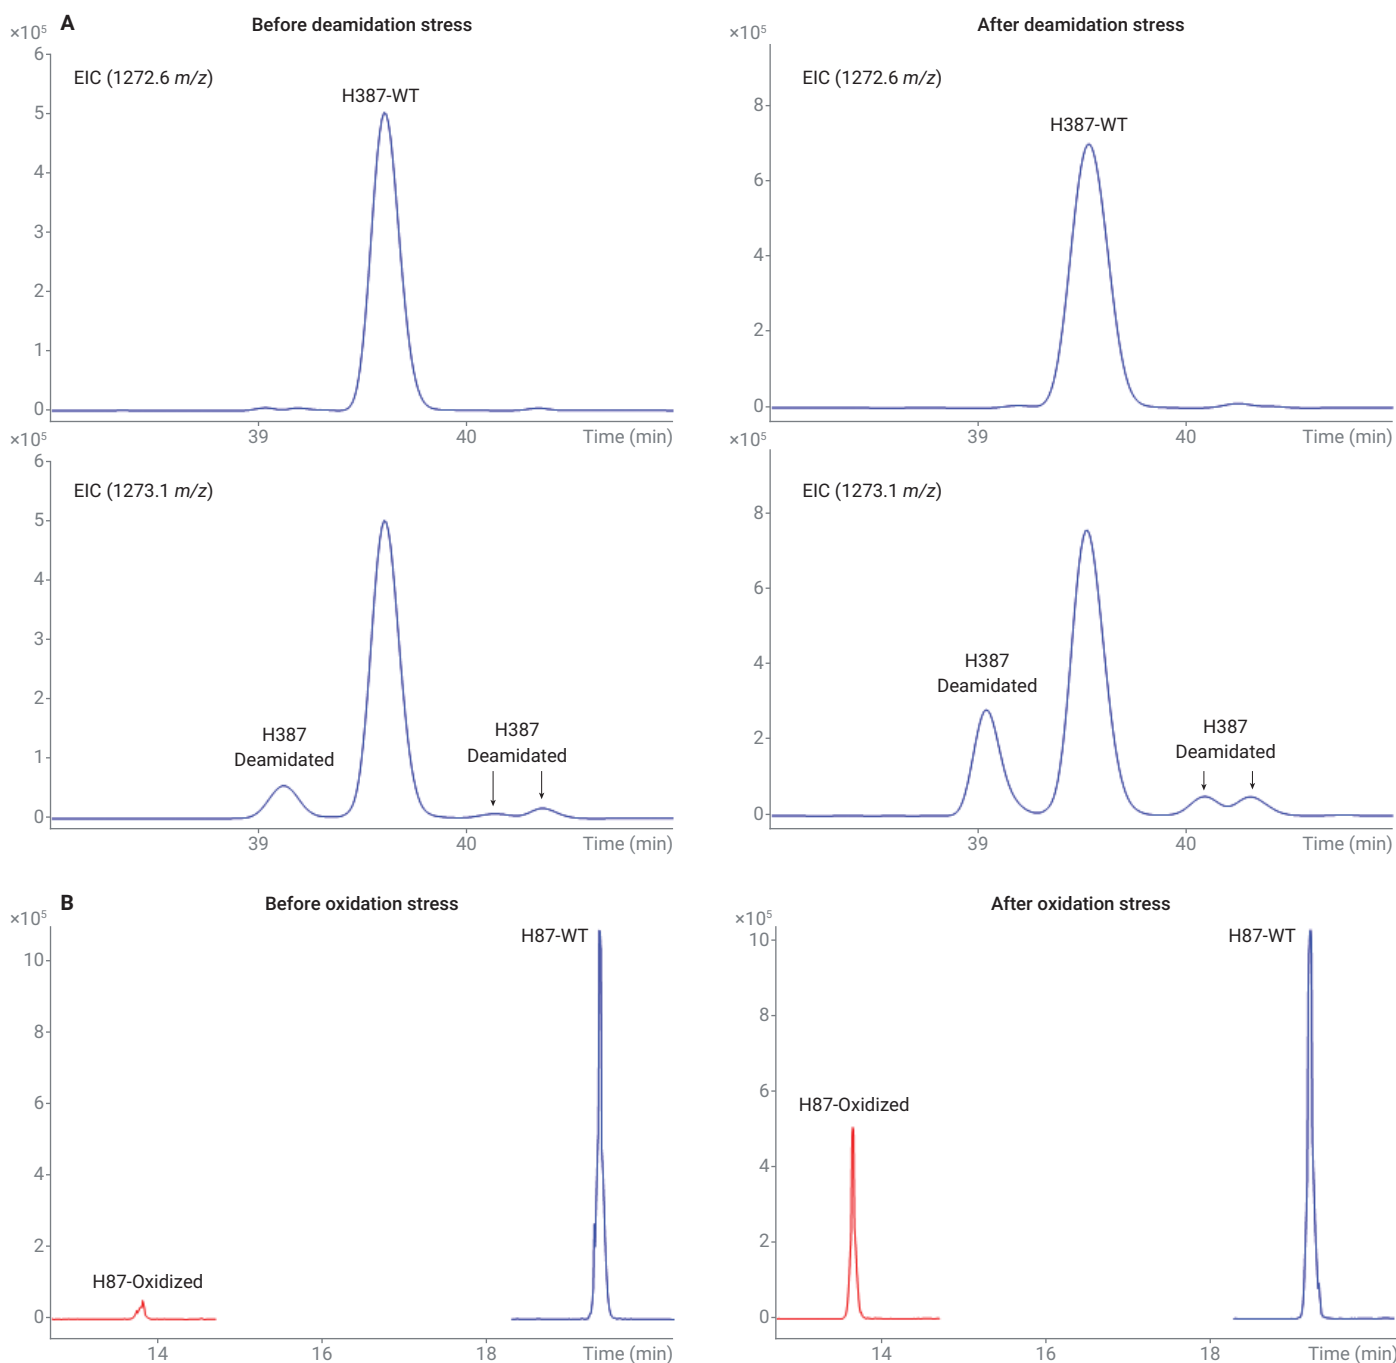 A
Before deamidation stress
×10⁵
EIC (1272.6 m/z)
H387-WT
6
5
4
3
2
1
0
39
40
Time (min)
After deamidation stress
×10⁵
EIC (1272.6 m/z)
H387-WT
8
6
4
2
0
39
40
Time (min)
×10⁵
EIC (1273.1 m/z)
6
5
4
3
2
1
0
H387
Deamidated
H387
Deamidated
39
40
Time (min)
×10⁵
EIC (1273.1 m/z)
8
6
4
2
0
H387
Deamidated
H387
Deamidated
39
40
Time (min)
B
Before oxidation stress
×10⁵
H87-WT
10
8
6
4
2
0
H87-Oxidized
14
16
18
Time (min)
After oxidation stress
×10⁵
H87-WT
10
8
6
4
2
0
H87-Oxidized
14
16
18
Time (min)